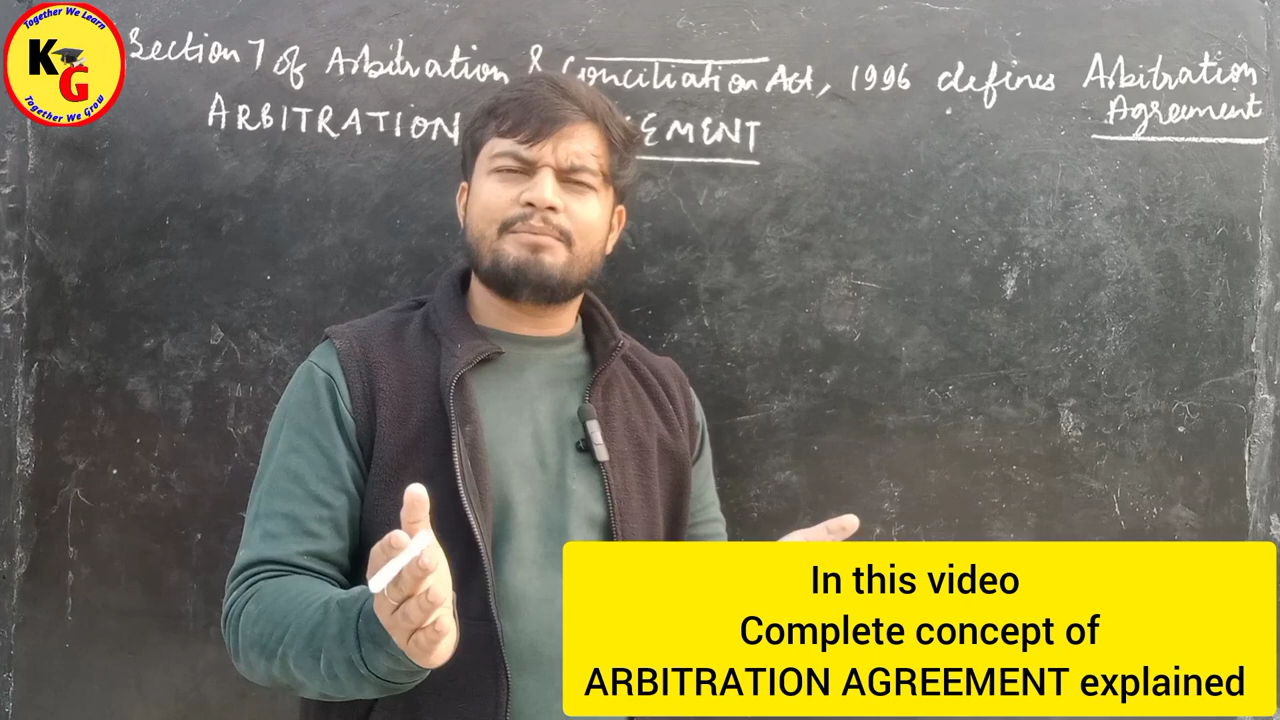 Together We Learn
KG
Together We Grow
Section 7 of Arbitration & Conciliation Act, 1996 defines Arbitration
Agreement
ARBITRATION EMENT
In this video
Complete concept of
ARBITRATION AGREEMENT explained